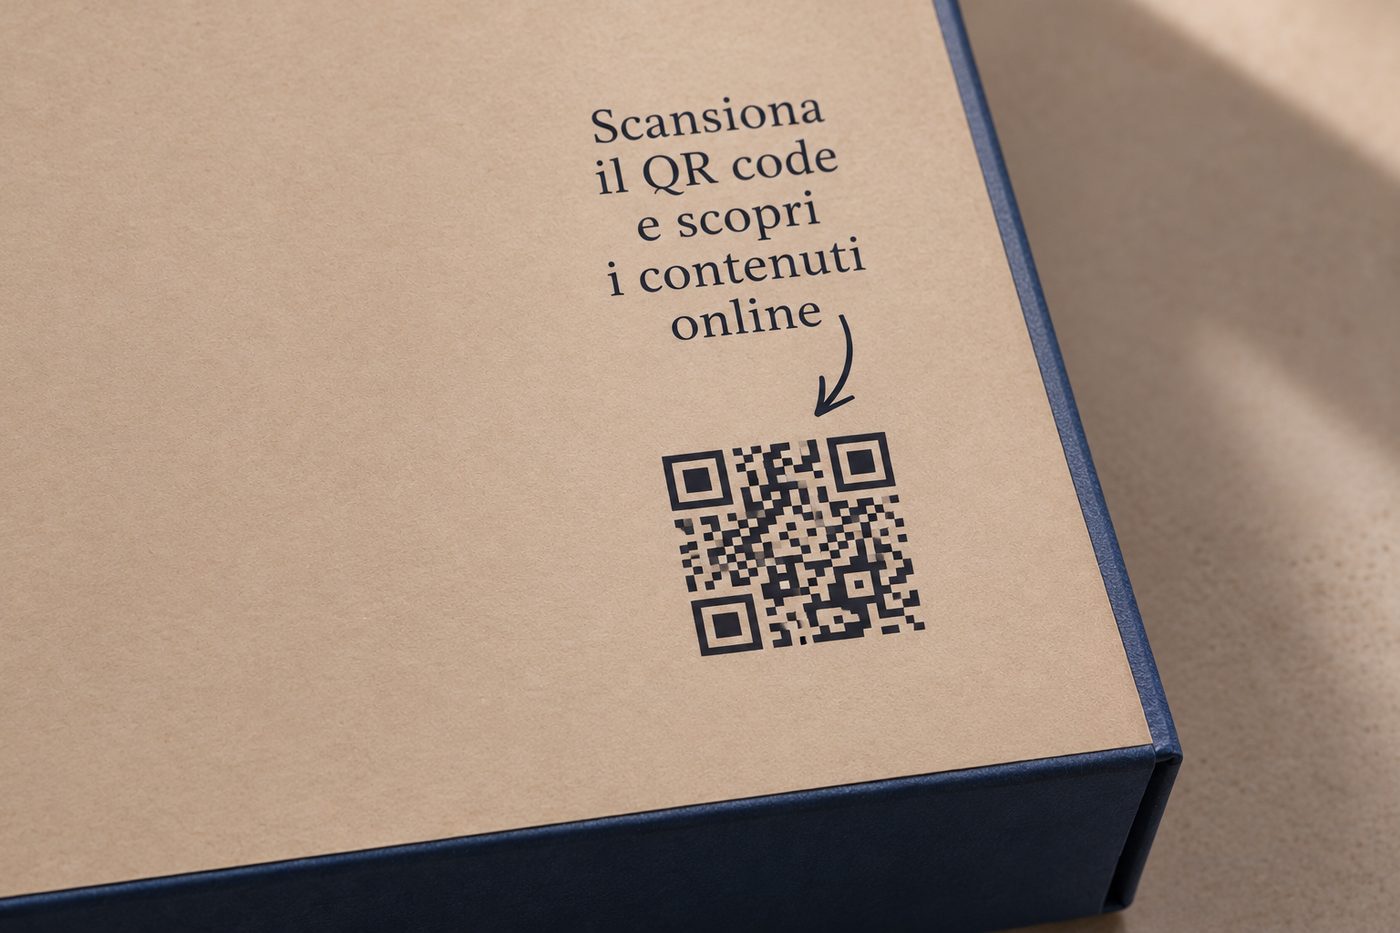 Scansiona
il QR code
e scopri
i contenuti
online